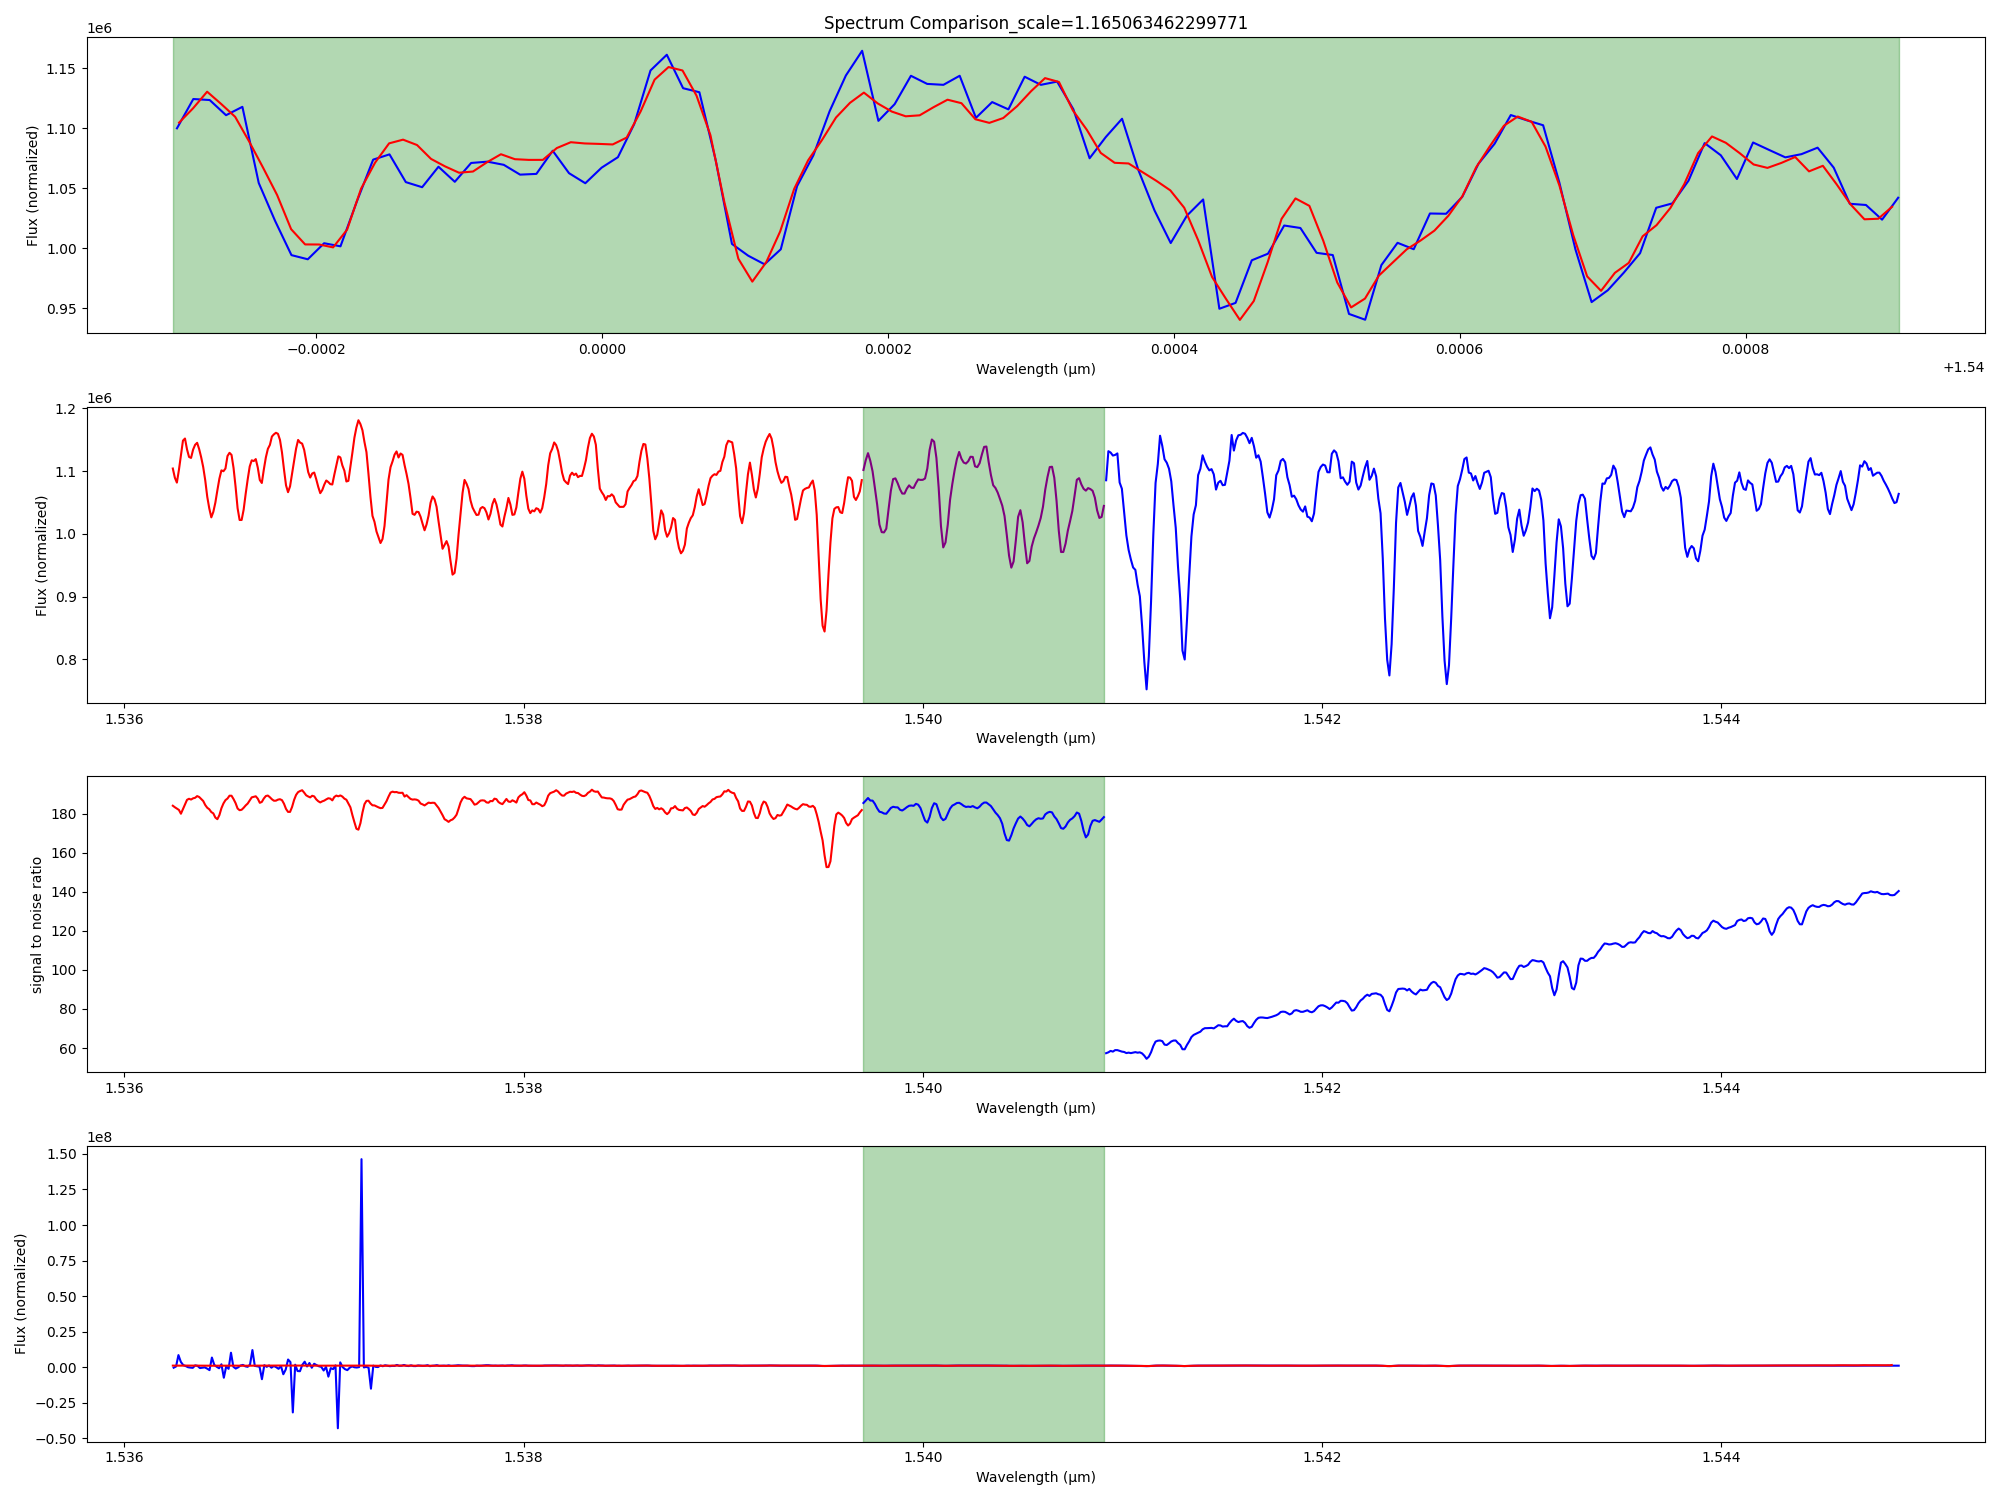 Spectrum Comparison_scale=1.165063462299771
1e6
Flux (normalized)
1.15
1.10
1.05
1.00
0.95
−0.0002 0.0000 0.0002 0.0004 0.0006 0.0008
Wavelength (μm)
+1.54
1e6
Flux (normalized)
1.2
1.1
1.0
0.9
0.8
1.536 1.538 1.540 1.542 1.544
Wavelength (μm)
signal to noise ratio
180
160
140
120
100
80
60
1.536 1.538 1.540 1.542 1.544
Wavelength (μm)
1e8
Flux (normalized)
1.50
1.25
1.00
0.75
0.50
0.25
0.00
−0.25
−0.50
1.536 1.538 1.540 1.542 1.544
Wavelength (μm)